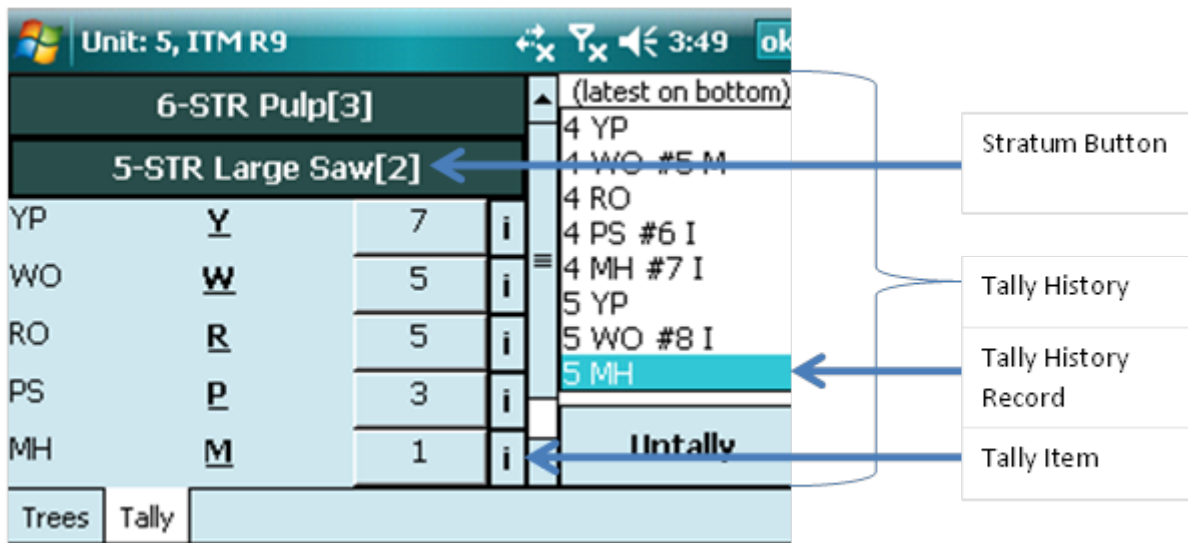 Unit: 5, ITM R9 3:49 ok
6-STR Pulp[3]
5-STR Large Saw[2]
YP Y 7 i
WO W 5 i
RO R 5 i
PS P 3 i
MH M 1 i
(latest on bottom)
4 YP
4 WO #5 M
4 RO
4 PS #6 I
4 MH #7 I
5 YP
5 WO #8 I
5 MH
Untally
Trees Tally
Stratum Button
Tally History
Tally History
Record
Tally Item